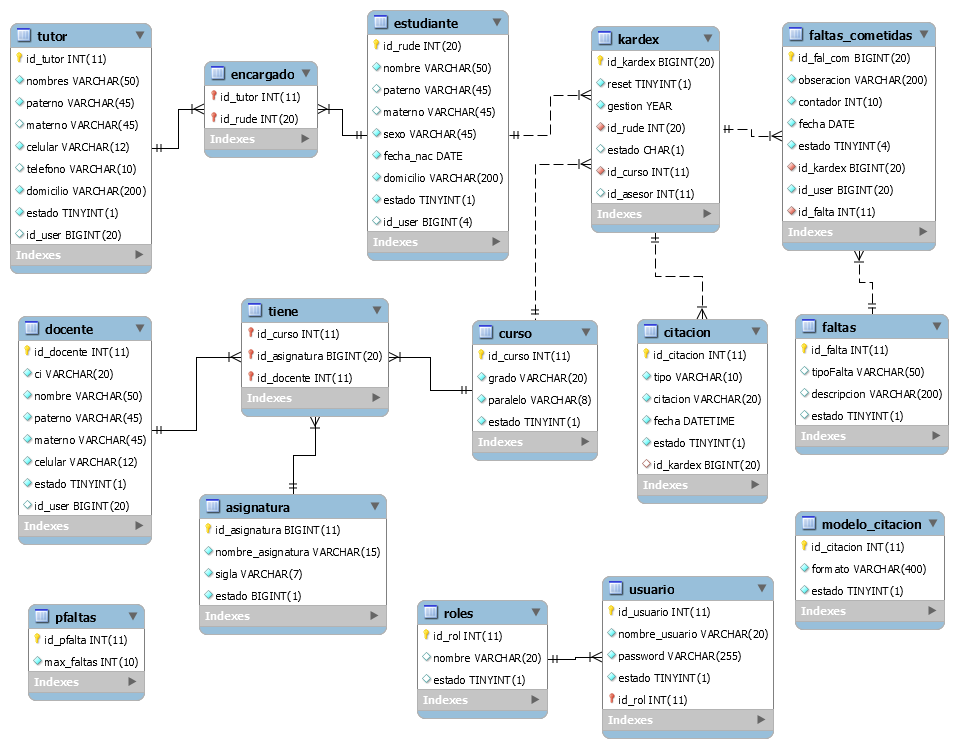 tutor
id_tutor INT(11)
nombres VARCHAR(50)
paterno VARCHAR(45)
materno VARCHAR(45)
celular VARCHAR(12)
telefono VARCHAR(10)
domicilio VARCHAR(200)
estado TINYINT(1)
id_user BIGINT(20)
Indexes
encargado
id_tutor INT(11)
id_rude INT(20)
Indexes
estudiante
id_rude INT(20)
nombre VARCHAR(50)
paterno VARCHAR(45)
materno VARCHAR(45)
sexo VARCHAR(45)
fecha_nac DATE
domicilio VARCHAR(200)
estado TINYINT(1)
id_user BIGINT(4)
Indexes
kardex
id_kardex BIGINT(20)
reset TINYINT(1)
gestion YEAR
id_rude INT(20)
estado CHAR(1)
id_curso INT(11)
id_asesor INT(11)
Indexes
faltas_cometidas
id_fal_com BIGINT(20)
obseracion VARCHAR(200)
contador INT(10)
fecha DATE
estado TINYINT(4)
id_kardex BIGINT(20)
id_user BIGINT(20)
id_falta INT(11)
Indexes
docente
id_docente INT(11)
ci VARCHAR(20)
nombre VARCHAR(50)
paterno VARCHAR(45)
materno VARCHAR(45)
celular VARCHAR(12)
estado TINYINT(1)
id_user BIGINT(20)
Indexes
tiene
id_curso INT(11)
id_asignatura BIGINT(20)
id_docente INT(11)
Indexes
curso
id_curso INT(11)
grado VARCHAR(20)
paralelo VARCHAR(8)
estado TINYINT(1)
Indexes
citacion
id_citacion INT(11)
tipo VARCHAR(10)
citacion VARCHAR(20)
fecha DATETIME
estado TINYINT(1)
id_kardex BIGINT(20)
Indexes
faltas
id_falta INT(11)
tipoFalta VARCHAR(50)
descripcion VARCHAR(200)
estado TINYINT(1)
Indexes
asignatura
id_asignatura BIGINT(11)
nombre_asignatura VARCHAR(15)
sigla VARCHAR(7)
estado BIGINT(1)
Indexes
modelo_citacion
id_citacion INT(11)
formato VARCHAR(400)
estado TINYINT(1)
Indexes
pfaltas
id_pfalta INT(11)
max_faltas INT(10)
Indexes
roles
id_rol INT(11)
nombre VARCHAR(20)
estado TINYINT(1)
Indexes
usuario
id_usuario INT(11)
nombre_usuario VARCHAR(20)
password VARCHAR(255)
estado TINYINT(1)
id_rol INT(11)
Indexes